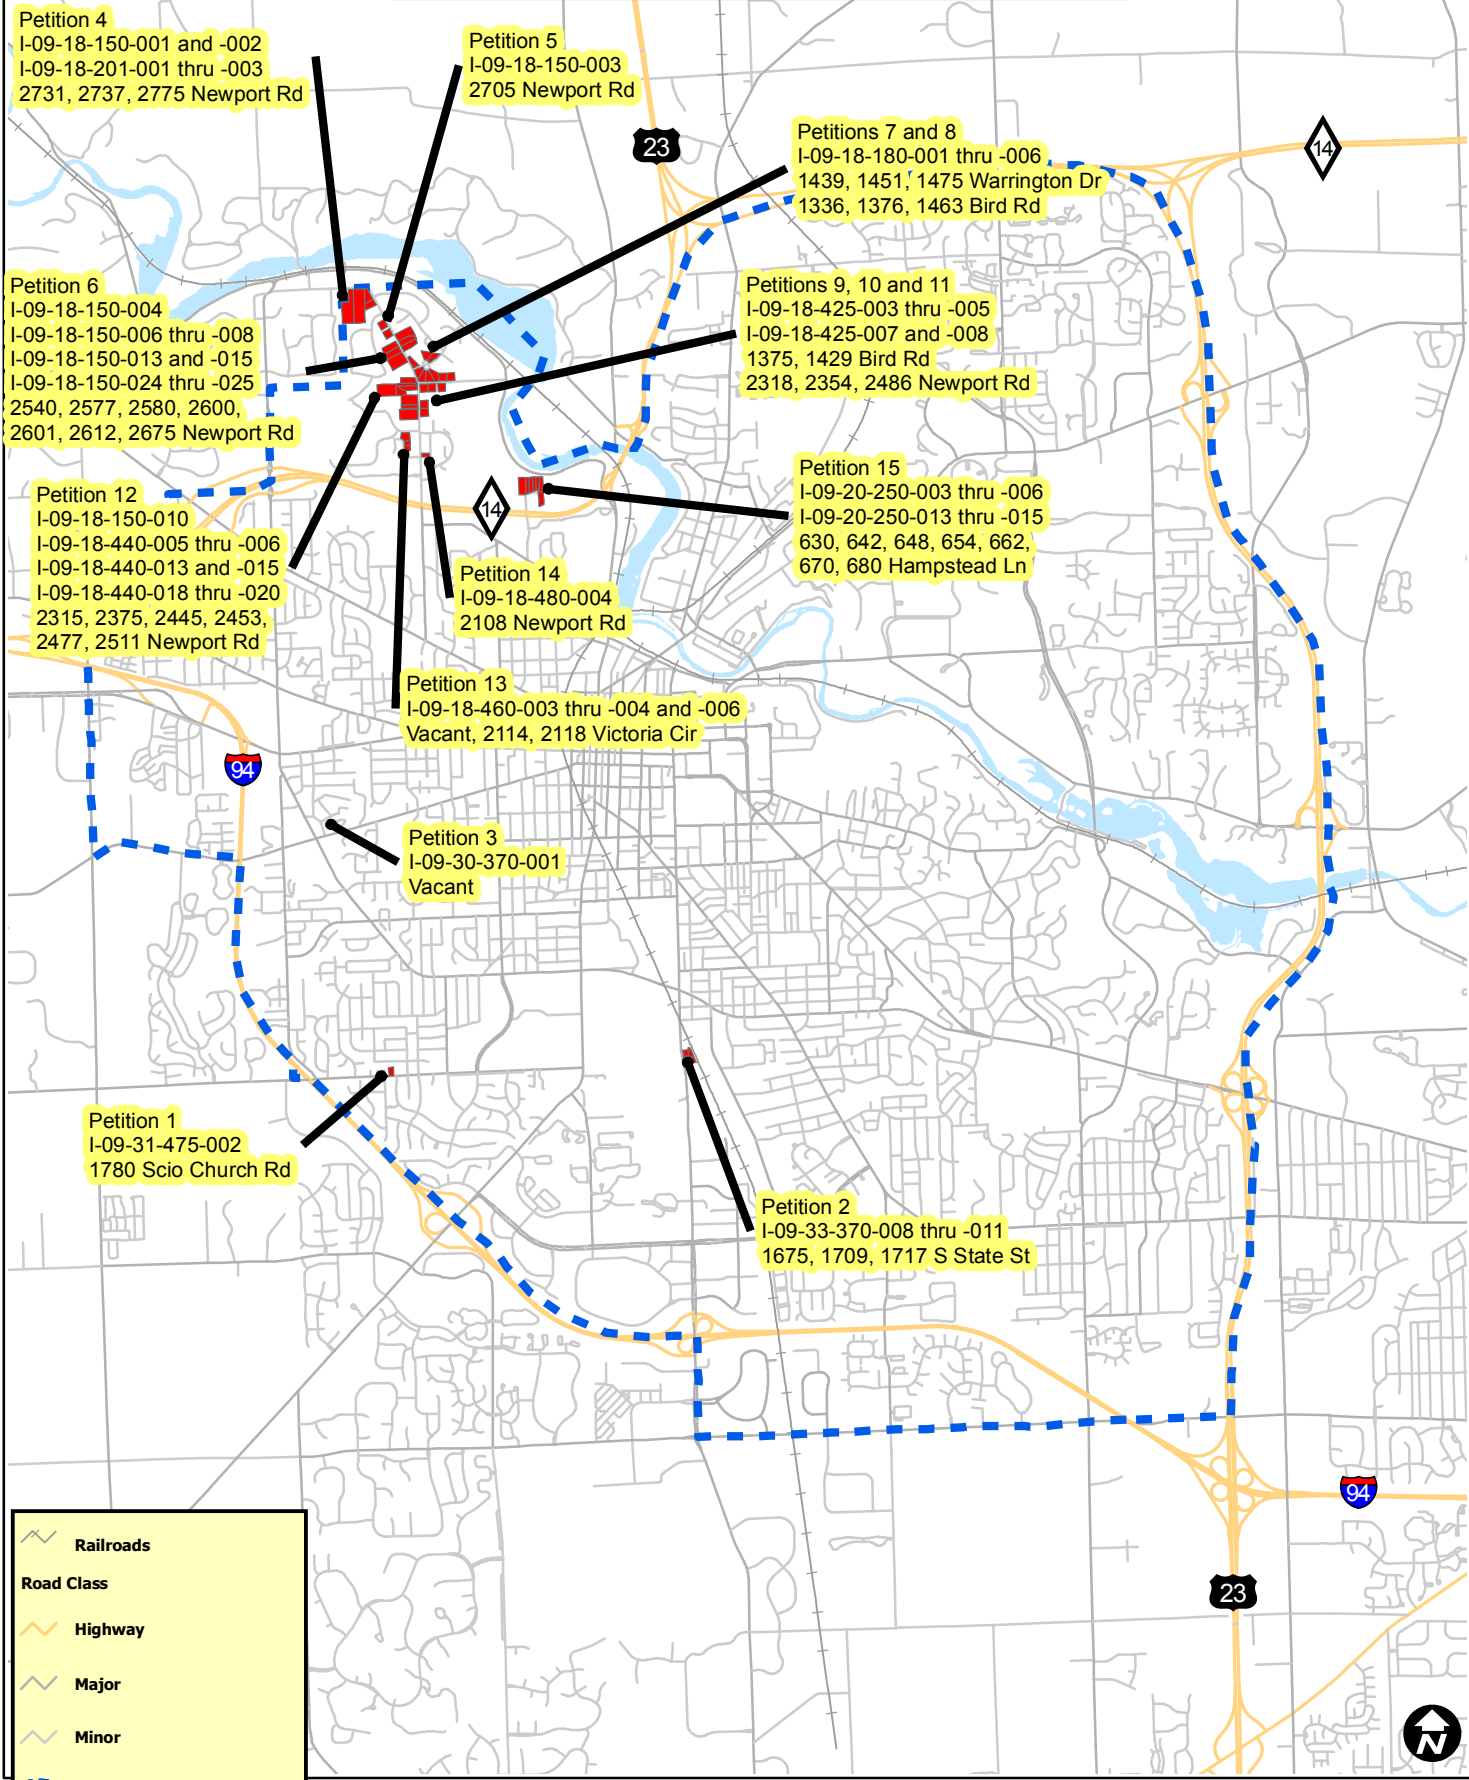 Petition 4
I-09-18-150-001 and -002
I-09-18-201-001 thru -003
2731, 2737, 2775 Newport Rd
Petition 5
I-09-18-150-003
2705 Newport Rd
23
Petitions 7 and 8
I-09-18-180-001 thru -006
1439, 1451, 1475 Warrington Dr
1336, 1376, 1463 Bird Rd
14
Petition 6
I-09-18-150-004
I-09-18-150-006 thru -008
I-09-18-150-013 and -015
I-09-18-150-024 thru -025
2540, 2577, 2580, 2600,
2601, 2612, 2675 Newport Rd
Petitions 9, 10 and 11
I-09-18-425-003 thru -005
I-09-18-425-007 and -008
1375, 1429 Bird Rd
2318, 2354, 2486 Newport Rd
Petition 12
I-09-18-150-010
I-09-18-440-005 thru -006
I-09-18-440-013 and -015
I-09-18-440-018 thru -020
2315, 2375, 2445, 2453,
2477, 2511 Newport Rd
14
Petition 15
I-09-20-250-003 thru -006
I-09-20-250-013 thru -015
630, 642, 648, 654, 662,
670, 680 Hampstead Ln
Petition 14
I-09-18-480-004
2108 Newport Rd
Petition 13
I-09-18-460-003 thru -004 and -006
Vacant, 2114, 2118 Victoria Cir
94
Petition 3
I-09-30-370-001
Vacant
Petition 1
I-09-31-475-002
1780 Scio Church Rd
Petition 2
I-09-33-370-008 thru -011
1675, 1709, 1717 S State St
94
23
Railroads
Road Class
Highway
Major
Minor
N